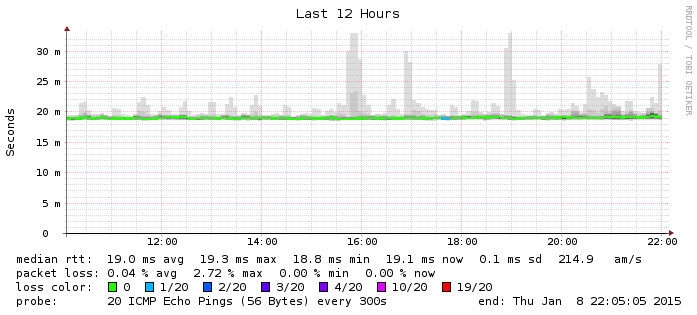 Last 12 Hours
RRDTOOL / TOBI OETIKER
Seconds
30 m
25 m
20 m
15 m
10 m
5 m
0
12:00 14:00 16:00 18:00 20:00 22:00
median rtt: 19.0 ms avg 19.3 ms max 18.8 ms min 19.1 ms now 0.1 ms sd 214.9 am/s
packet loss: 0.04 % avg 2.72 % max 0.00 % min 0.00 % now
loss color: 0 1/20 2/20 3/20 4/20 10/20 19/20
probe: 20 ICMP Echo Pings (56 Bytes) every 300s end: Thu Jan 8 22:05:05 2015